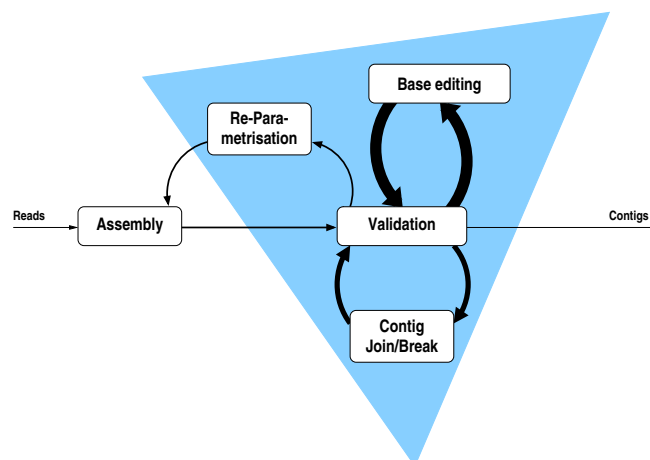 Base editing
Re-Para-
metrisation
Reads
Assembly
Validation
Contigs
Contig
Join/Break